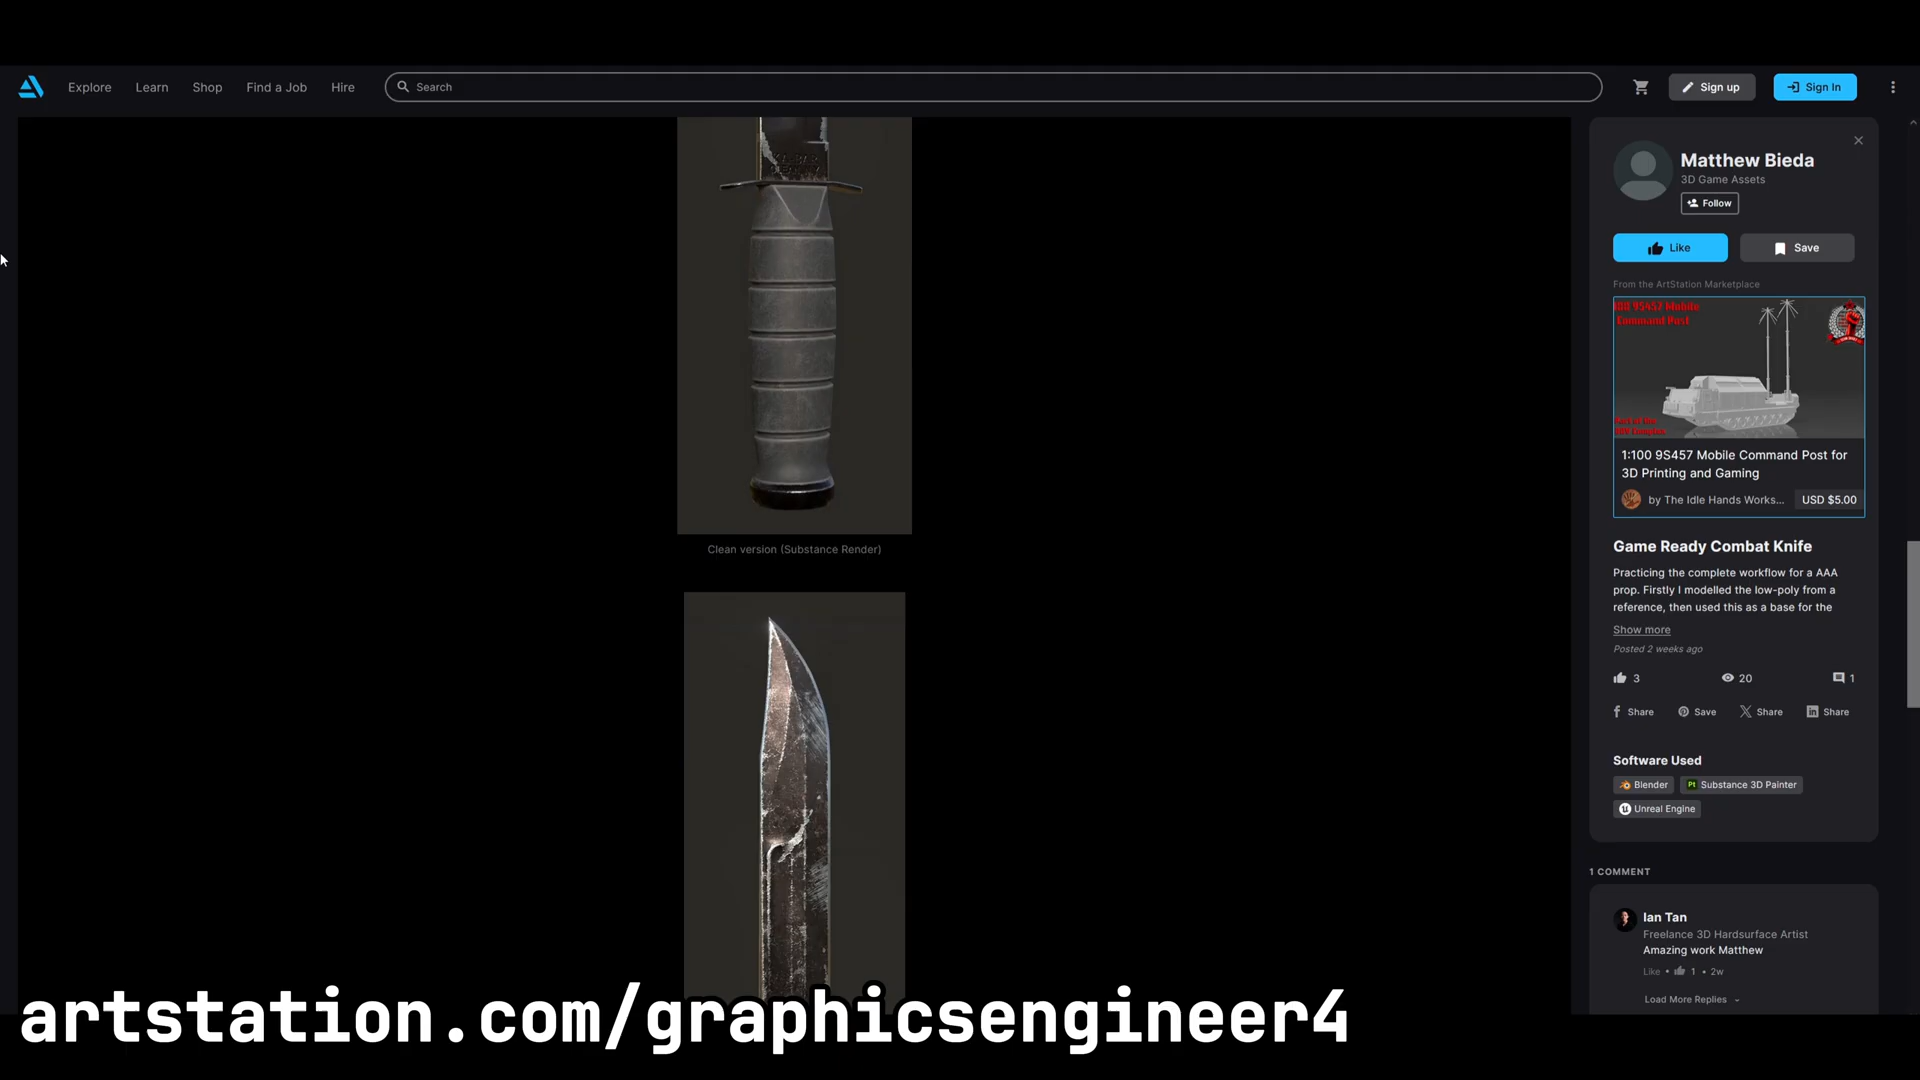 Explore
Learn
Shop
Find a Job
Hire
Search
Sign up
Sign In
Matthew Bieda
3D Game Assets
Follow
Like
Save
From the ArtStation Marketplace
9S457 Mobile
Command Post
1:100 9S457 Mobile Command Post for
3D Printing and Gaming
by The Idle Hands Works...
USD $5.00
Game Ready Combat Knife
Practicing the complete workflow for a AAA
prop. Firstly I modelled the low-poly from a
reference, then used this as a base for the
Show more
Posted 2 weeks ago
3
20
1
Share
Save
Share
Share
Software Used
Blender
Pt Substance 3D Painter
Unreal Engine
1 COMMENT
Ian Tan
Freelance 3D Hardsurface Artist
Amazing work Matthew
Like • 1 • 2w
Load More Replies
Clean version (Substance Render)
artstation.com/graphicsengineer4